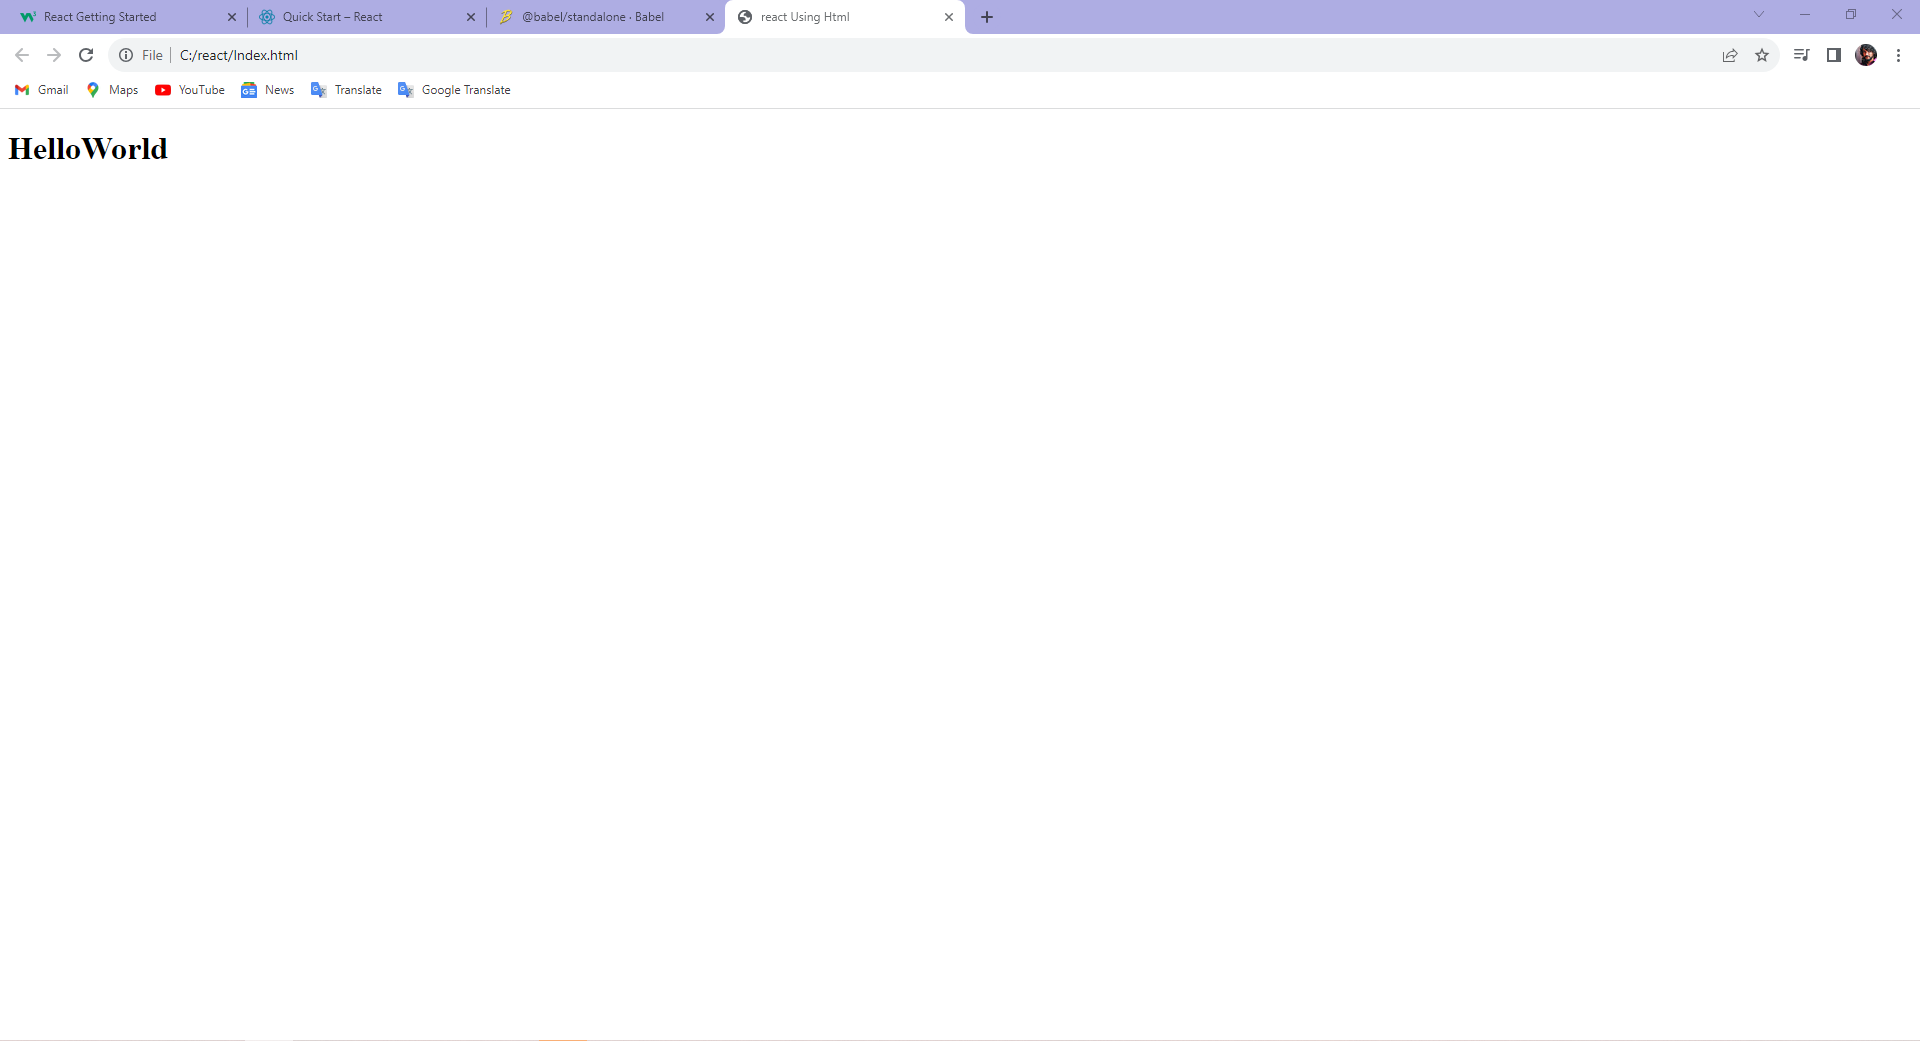 React Getting Started
Quick Start – React
@babel/standalone · Babel
react Using Html
File
C:/react/Index.html
Gmail
Maps
YouTube
News
Translate
Google Translate
HelloWorld